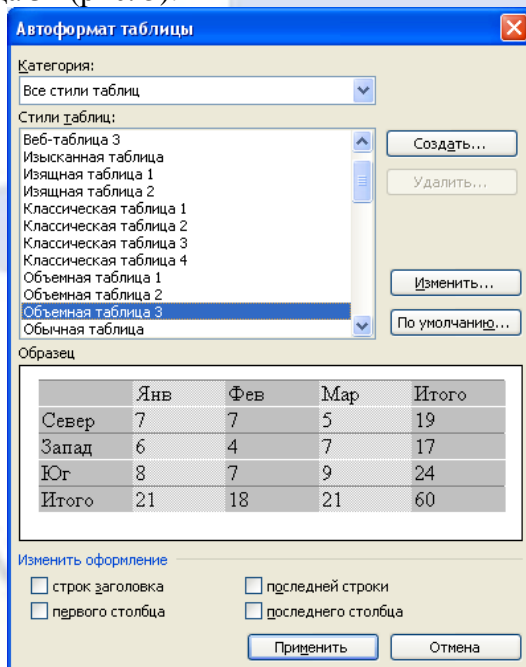 Автоформат таблицы
Категория:
Все стили таблиц
Стили таблиц:
Веб-таблица 3
Изысканная таблица
Изящная таблица 1
Изящная таблица 2
Классическая таблица 1
Классическая таблица 2
Классическая таблица 3
Классическая таблица 4
Объемная таблица 1
Объемная таблица 2
Объемная таблица 3
Обычная таблица
Создать...
Удалить...
Изменить...
По умолчанию...
Образец
Янв Фев Мар Итого
Север 7 7 5 19
Запад 6 4 7 17
Юг 8 7 9 24
Итого 21 18 21 60
Изменить оформление
строк заголовка последней строки
первого столбца последнего столбца
Применить Отмена